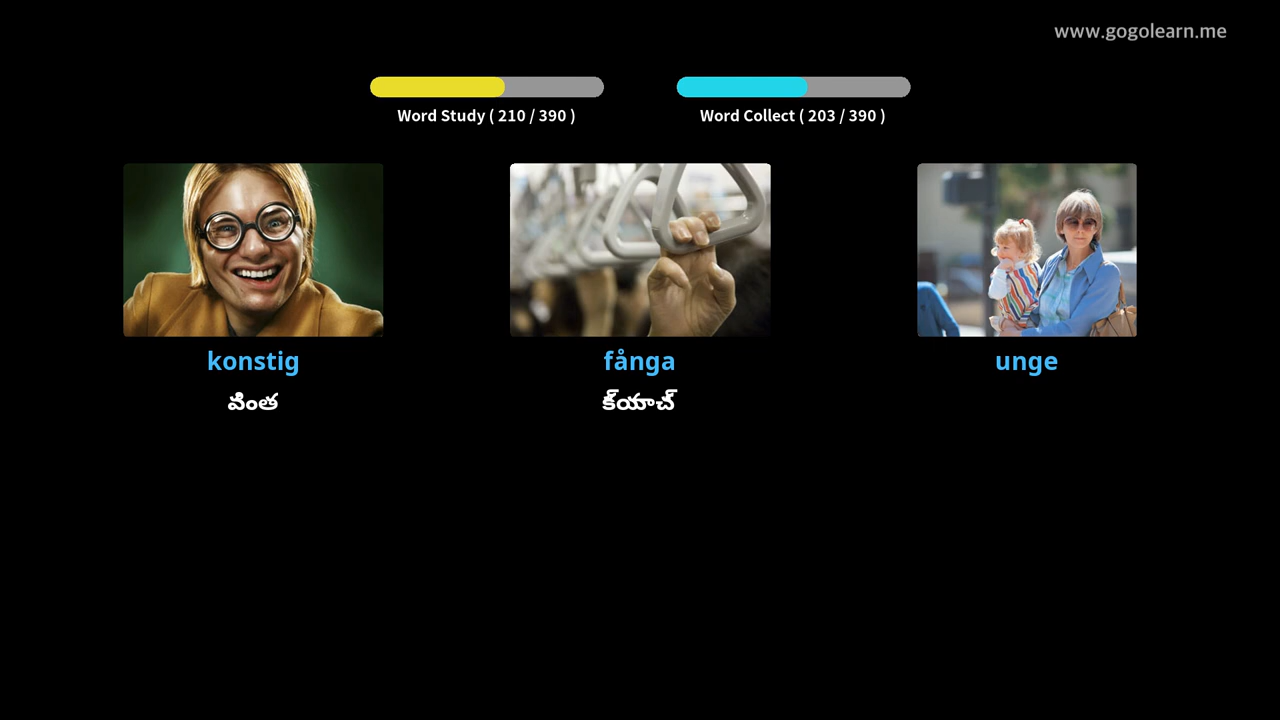 www.gogolearn.me
Word Study ( 210 / 390 )
Word Collect ( 203 / 390 )
konstig
fånga
unge
వింత
క్‌యాచ్